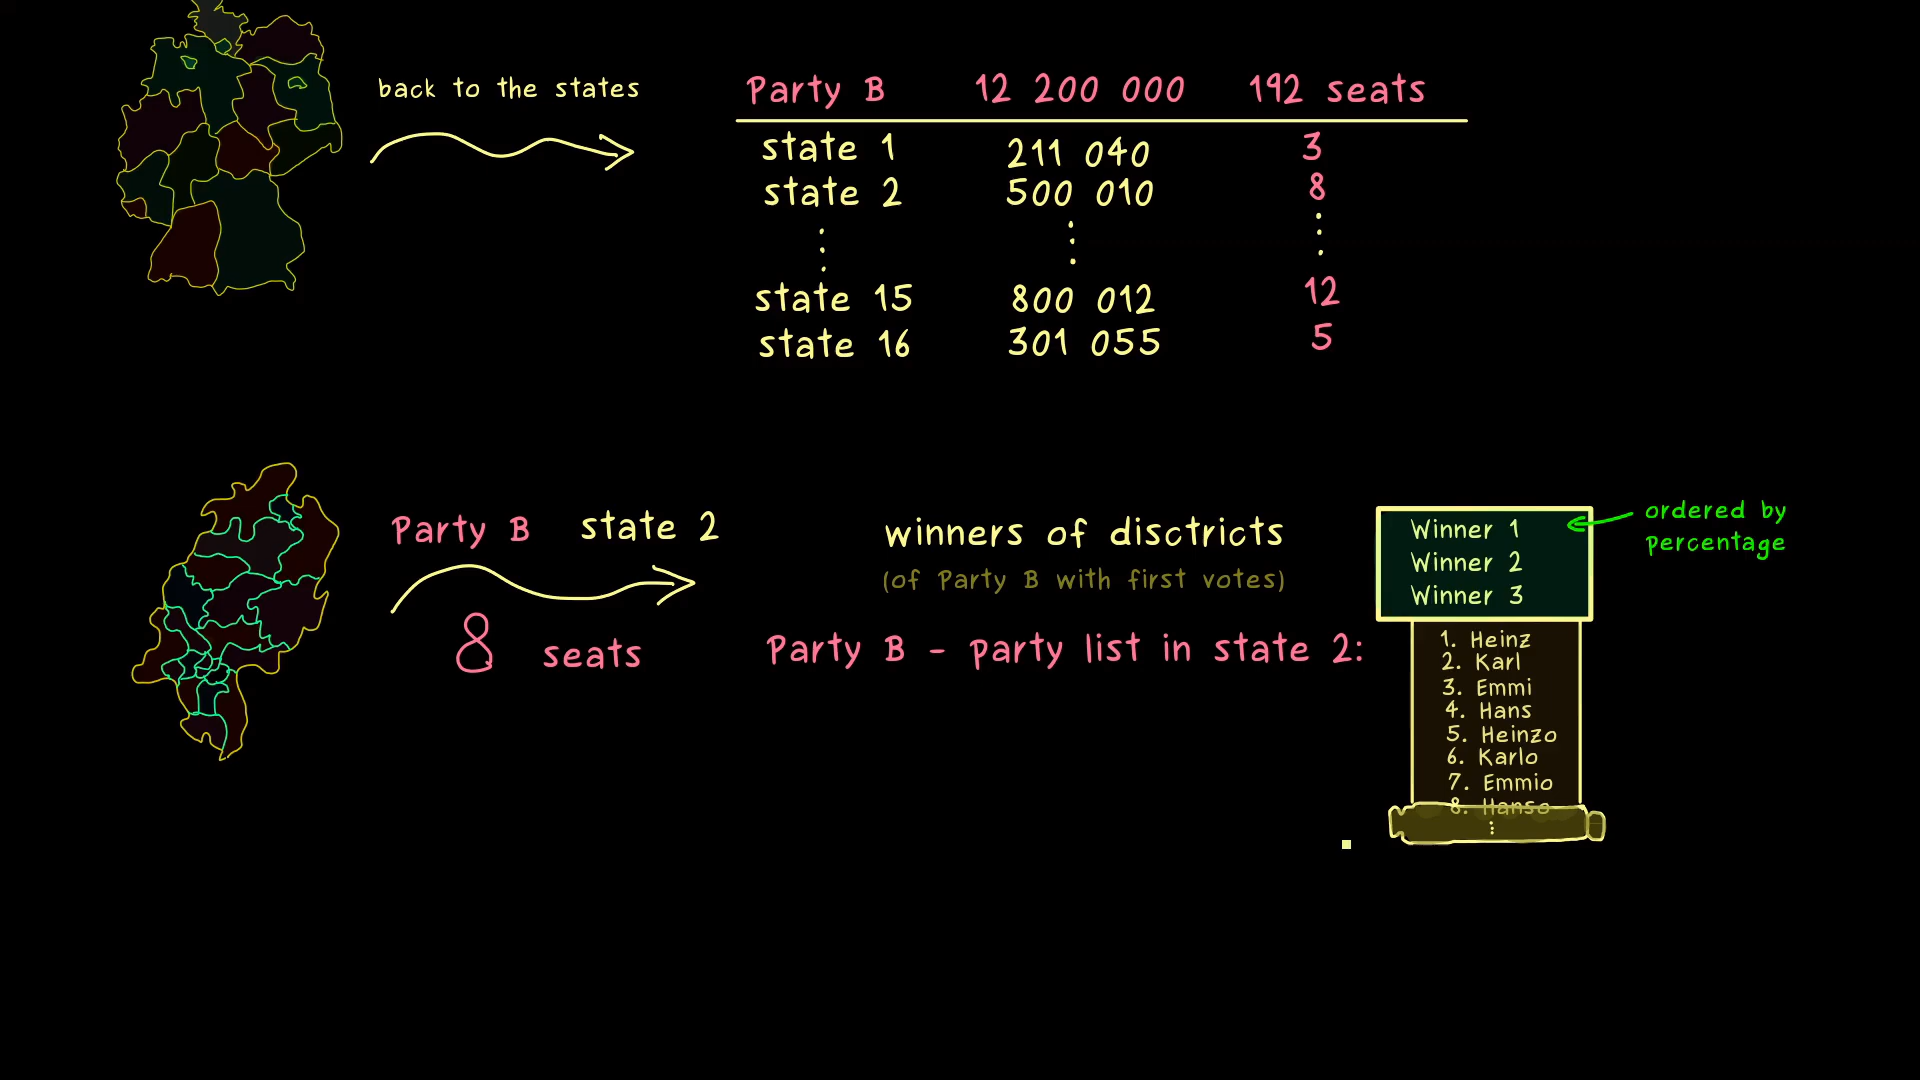 back to the states
Party B 12 200 000 192 seats
state 1 211 040 3
state 2 500 010 8
state 15 800 012 12
state 16 301 055 5
Party B state 2
8 seats
winners of disctricts
(of Party B with first votes)
Party B - party list in state 2:
Winner 1
Winner 2
Winner 3
ordered by
percentage
1. Heinz
2. Karl
3. Emmi
4. Hans
5. Heinzo
6. Karlo
7. Emmio
8. Hanso